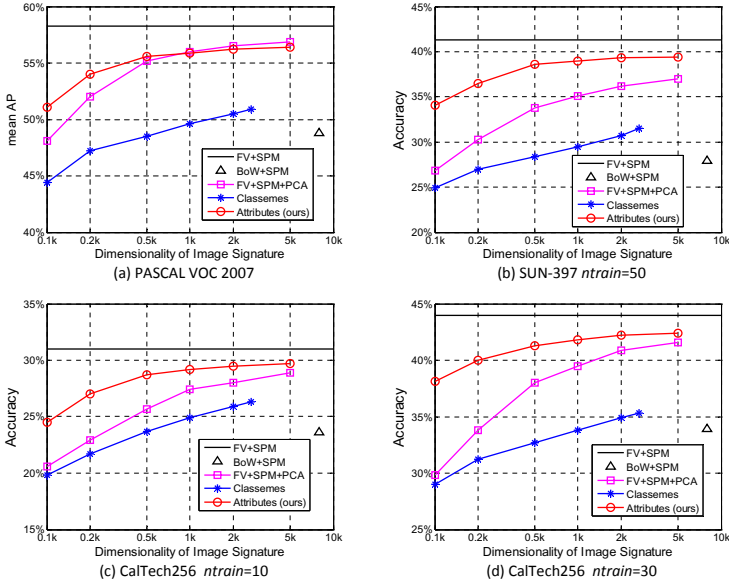 60%
55%
50%
45%
40%
mean AP
FV+SPM
BoW+SPM
FV+SPM+PCA
Classemes
Attributes (ours)
0.1k 0.2k 0.5k 1k 2k 5k 10k
Dimensionality of Image Signature
(a) PASCAL VOC 2007
45%
40%
35%
30%
25%
20%
Accuracy
FV+SPM
BoW+SPM
FV+SPM+PCA
Classemes
Attributes (ours)
0.1k 0.2k 0.5k 1k 2k 5k 10k
Dimensionality of Image Signature
(b) SUN-397 ntrain=50
35%
30%
25%
20%
15%
Accuracy
FV+SPM
BoW+SPM
FV+SPM+PCA
Classemes
Attributes (ours)
0.1k 0.2k 0.5k 1k 2k 5k 10k
Dimensionality of Image Signature
(c) CalTech256 ntrain=10
45%
40%
35%
30%
25%
Accuracy
FV+SPM
BoW+SPM
FV+SPM+PCA
Classemes
Attributes (ours)
0.1k 0.2k 0.5k 1k 2k 5k 10k
Dimensionality of Image Signature
(d) CalTech256 ntrain=30